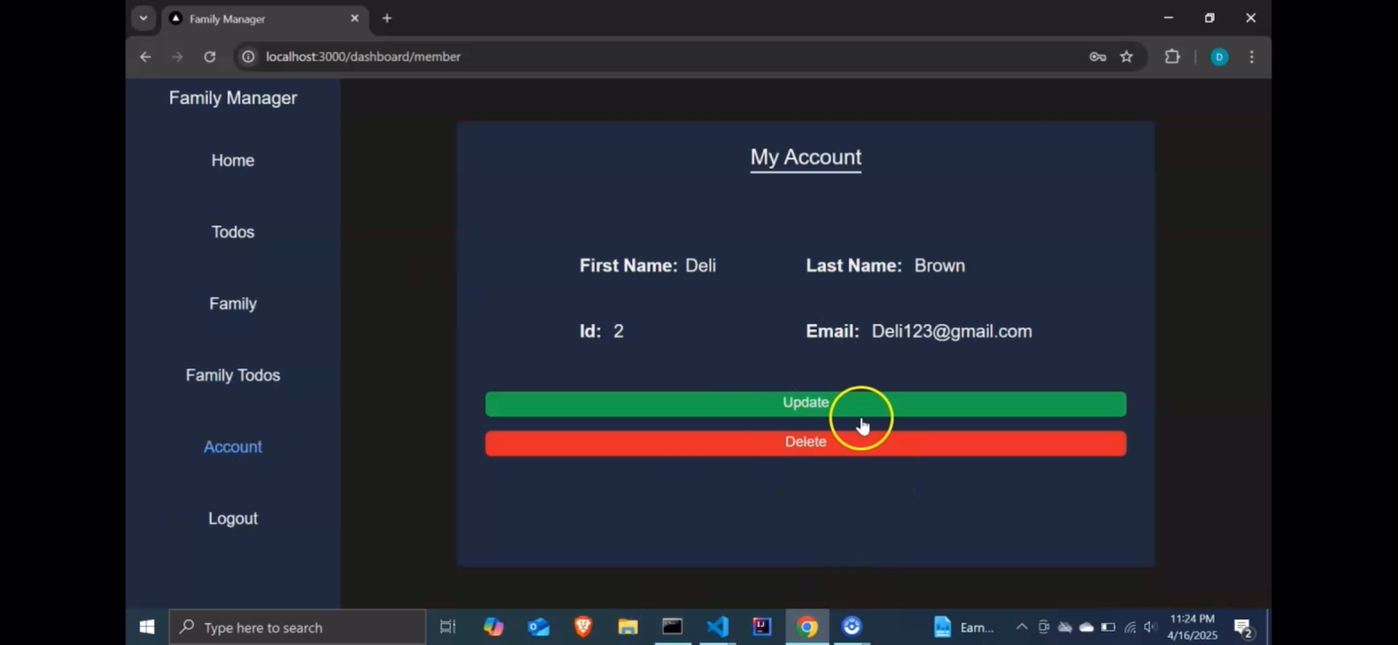 Family Manager
localhost:3000/dashboard/member
D
Family Manager
Home
Todos
Family
Family Todos
Account
Logout
My Account
First Name: Deli
Last Name: Brown
Id: 2
Email: Deli123@gmail.com
Update
Delete
Type here to search
Earn...
11:24 PM
4/16/2025
2